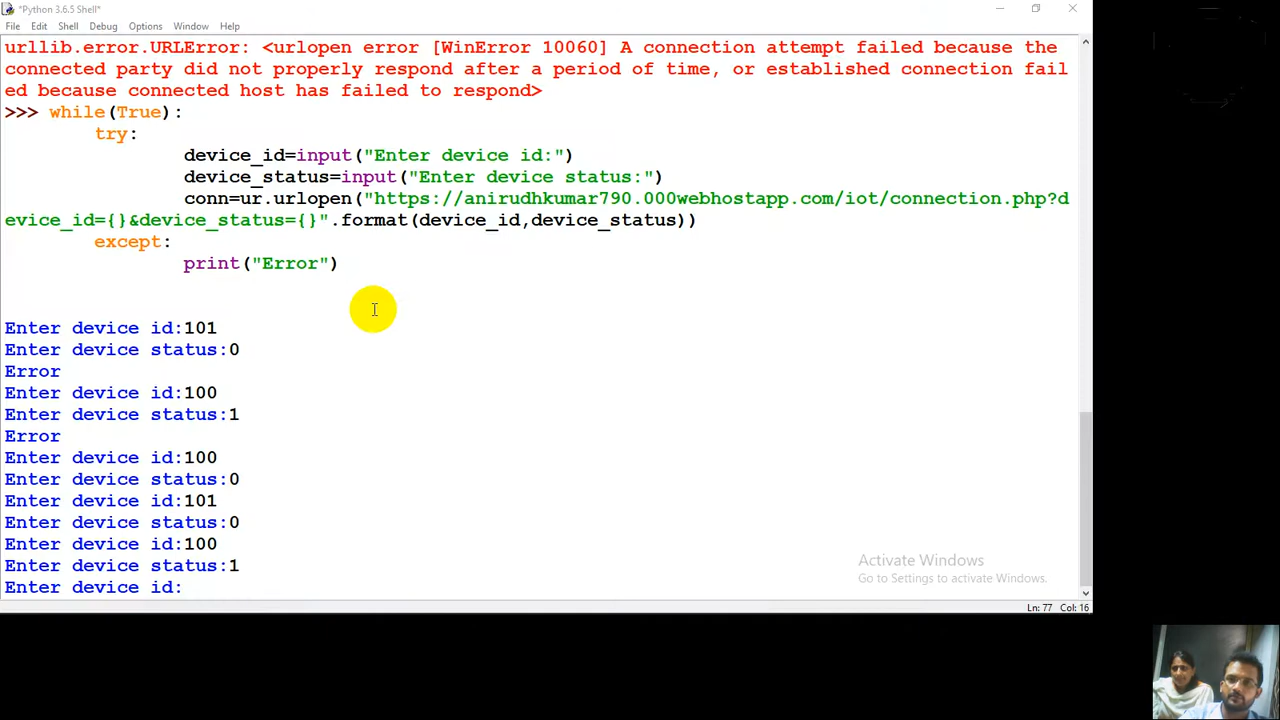 *Python 3.6.5 Shell*
File Edit Shell Debug Options Window Help
urllib.error.URLError: <urlopen error [WinError 10060] A connection attempt failed because the
connected party did not properly respond after a period of time, or established connection fail
ed because connected host has failed to respond>
>>> while(True):
try:
device_id=input("Enter device id:")
device_status=input("Enter device status:")
conn=ur.urlopen("https://anirudhkumar790.000webhostapp.com/iot/connection.php?d
evice_id={}&device_status={}".format(device_id,device_status))
except:
print("Error")
Enter device id:101
Enter device status:0
Error
Enter device id:100
Enter device status:1
Error
Enter device id:100
Enter device status:0
Enter device id:101
Enter device status:0
Enter device id:100
Enter device status:1
Enter device id:
Activate Windows
Go to Settings to activate Windows.
Ln: 77 Col: 16